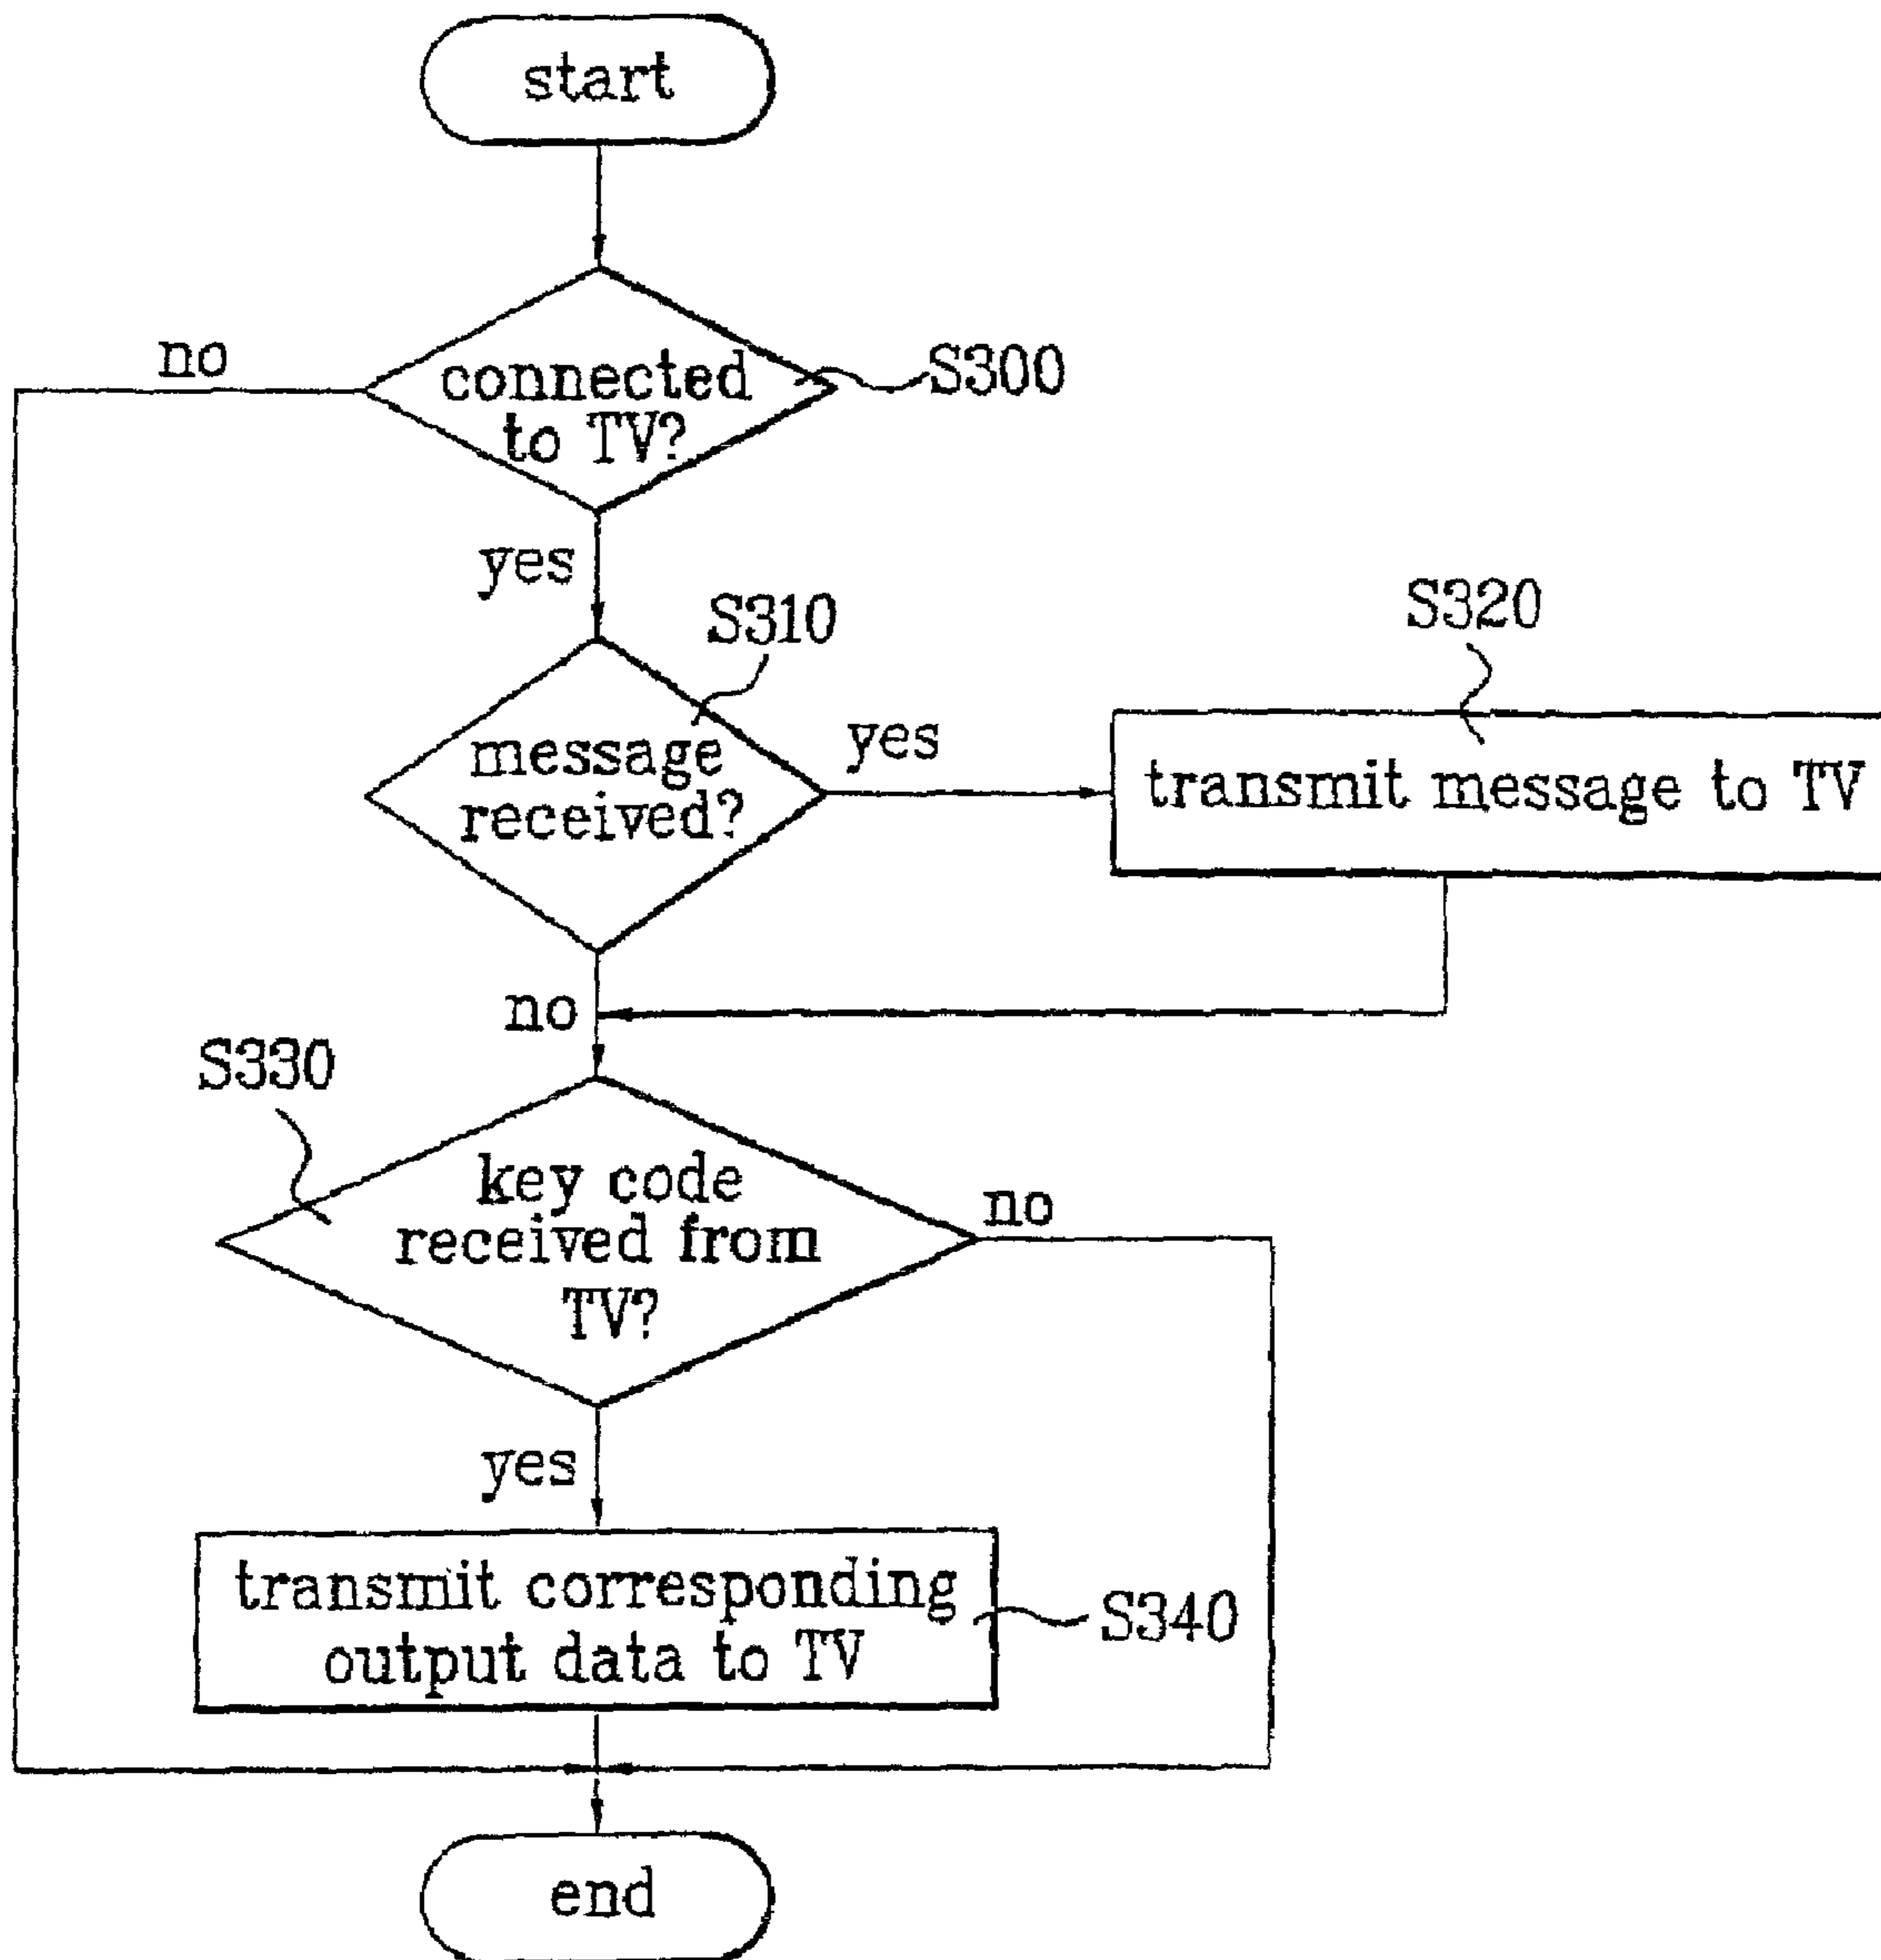 start
no
connected
to TV?
S300
yes
S310
S320
message
received?
yes
transmit message to TV
no
S330
key code
received from
TV?
no
yes
transmit corresponding
output data to TV
S340
end